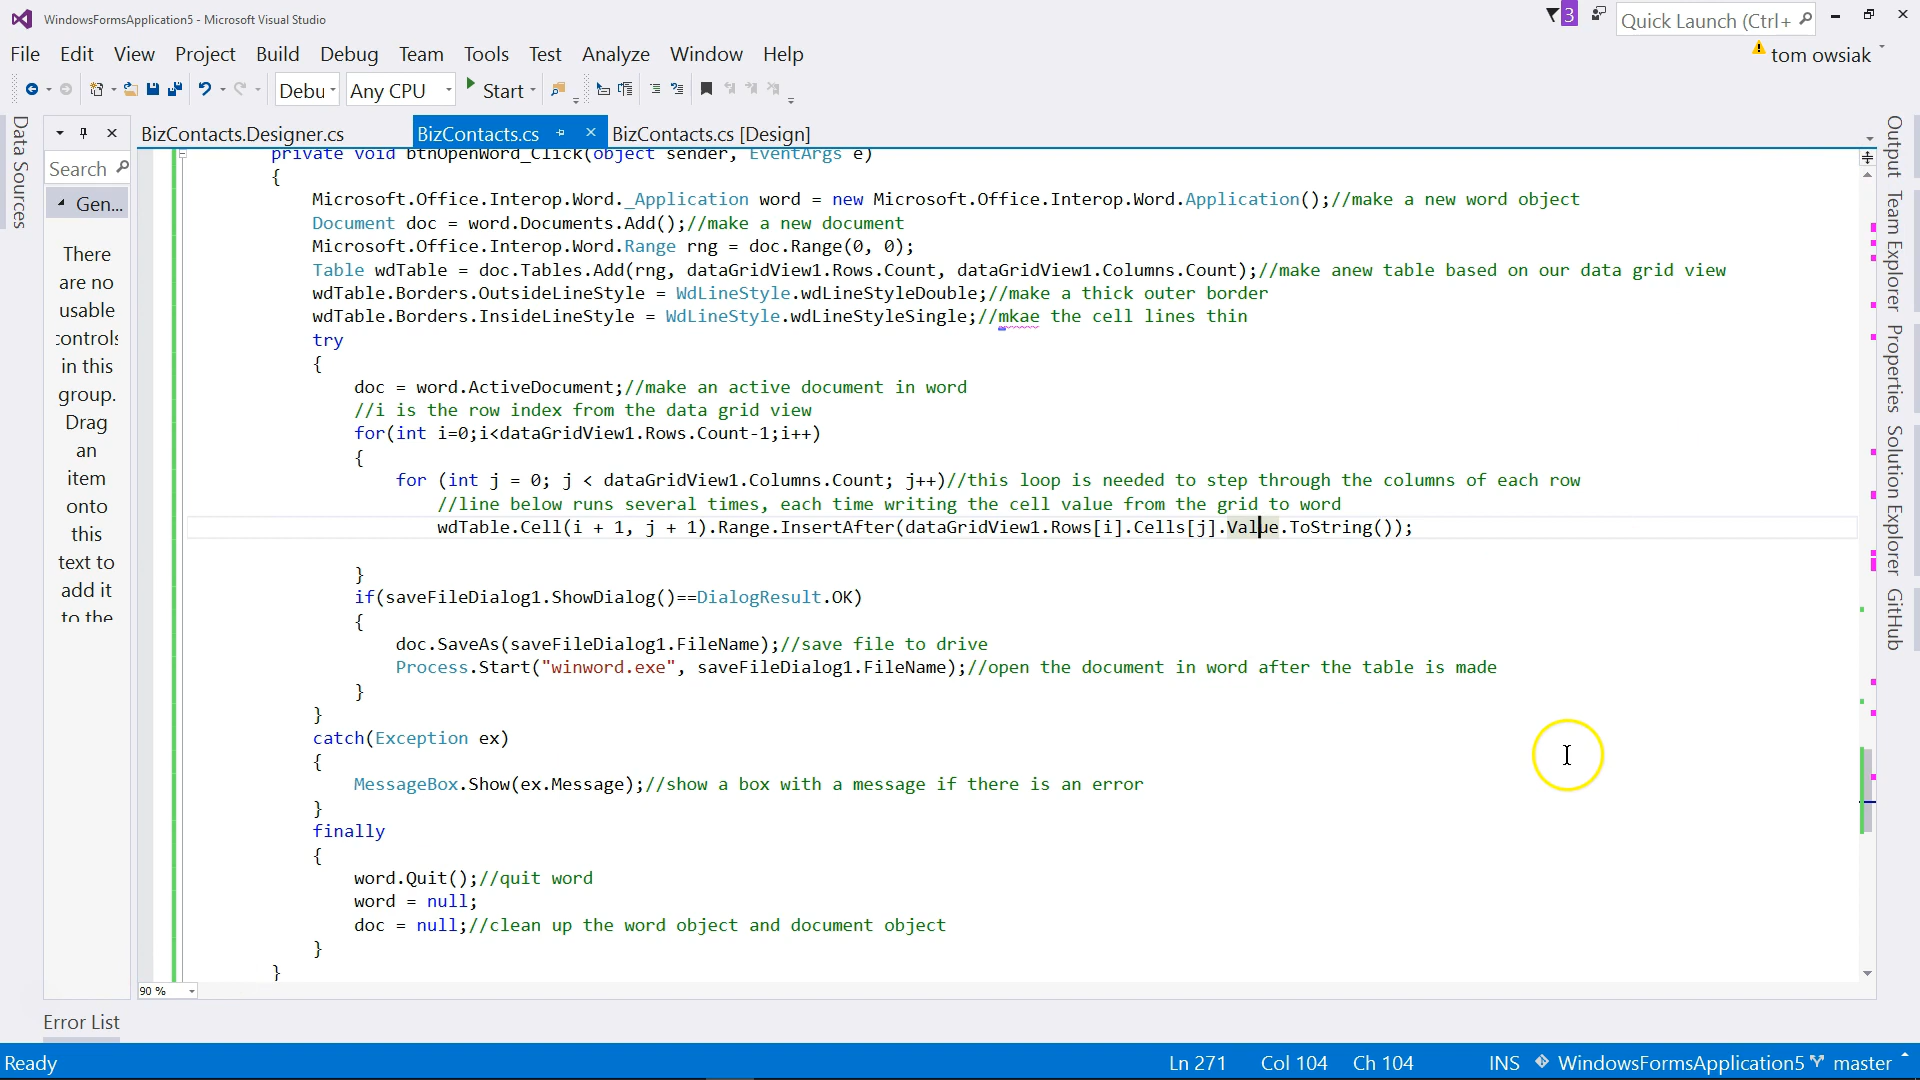 WindowsFormsApplication5 - Microsoft Visual Studio
3
Quick Launch (Ctrl+
File Edit View Project Build Debug Team Tools Test Analyze Window Help
tom owsiak
Debu
Any CPU
Start
BizContacts.Designer.cs
BizContacts.cs
BizContacts.cs [Design]
Data Sources
Search
Gen...
There
are no
usable
controls
in this
group.
Drag
an
item
onto
this
text to
add it
to the
private void btnOpenWord_Click(object sender, EventArgs e)
{
Microsoft.Office.Interop.Word._Application word = new Microsoft.Office.Interop.Word.Application();//make a new word object
Document doc = word.Documents.Add();//make a new document
Microsoft.Office.Interop.Word.Range rng = doc.Range(0, 0);
Table wdTable = doc.Tables.Add(rng, dataGridView1.Rows.Count, dataGridView1.Columns.Count);//make anew table based on our data grid view
wdTable.Borders.OutsideLineStyle = WdLineStyle.wdLineStyleDouble;//make a thick outer border
wdTable.Borders.InsideLineStyle = WdLineStyle.wdLineStyleSingle;//mkae the cell lines thin
try
{
doc = word.ActiveDocument;//make an active document in word
//i is the row index from the data grid view
for(int i=0;i<dataGridView1.Rows.Count-1;i++)
{
for (int j = 0; j < dataGridView1.Columns.Count; j++)//this loop is needed to step through the columns of each row
//line below runs several times, each time writing the cell value from the grid to word
wdTable.Cell(i + 1, j + 1).Range.InsertAfter(dataGridView1.Rows[i].Cells[j].Value.ToString());
}
if(saveFileDialog1.ShowDialog()==DialogResult.OK)
{
doc.SaveAs(saveFileDialog1.FileName);//save file to drive
Process.Start("winword.exe", saveFileDialog1.FileName);//open the document in word after the table is made
}
}
catch(Exception ex)
{
MessageBox.Show(ex.Message);//show a box with a message if there is an error
}
finally
{
word.Quit();//quit word
word = null;
doc = null;//clean up the word object and document object
}
}
90 %
Output
Team Explorer
Properties
Solution Explorer
GitHub
Error List
Ready
Ln 271
Col 104
Ch 104
INS
WindowsFormsApplication5
master